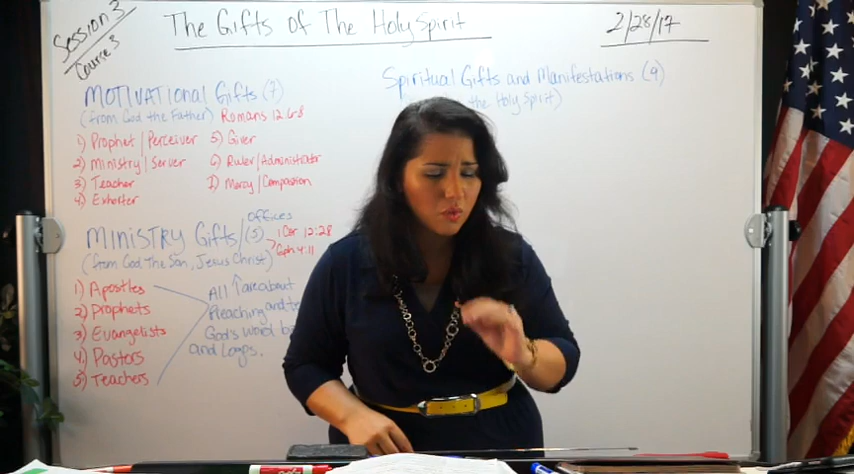 Session 3
Course 3
The Gifts of The Holy Spirit
2/28/17
MOTIVATIONAL Gifts (7)
(from God the Father) Romans 12:6-8
1) Prophet / Perceiver
2) Ministry / Server
3) Teacher
4) Exhorter
5) Giver
6) Ruler/Administrator
7) Mercy / Compassion
MINISTRY Gifts/ offices (5)
1 Cor 12:28
Eph 4:11
(from God The Son, Jesus Christ)
1) Apostles
2) Prophets
3) Evangelists
4) Pastors
5) Teachers
All are about
Preaching and
God's word
and
Spiritual Gifts and Manifestations (9)
the Holy Spirit)